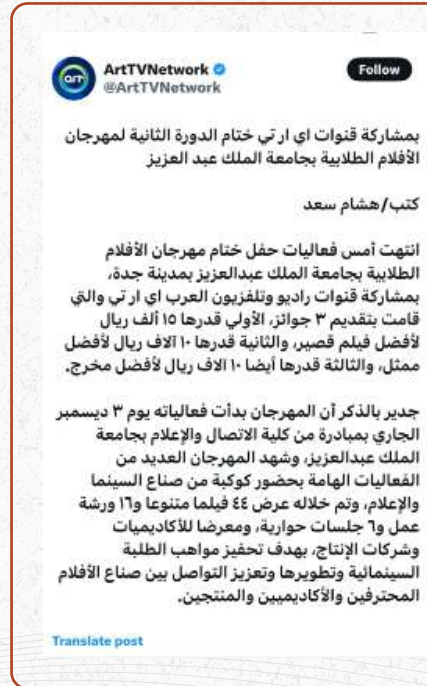 ArtTVNetwork
@ArtTVNetwork
Follow
بمشاركة قنوات اي ار تي ختام الدورة الثانية لمهرجان
الأفلام الطلابية بجامعة الملك عبد العزيز
كتب/هشام سعد
انتهت أمس فعاليات حفل ختام مهرجان الأفلام
الطلابية بجامعة الملك عبدالعزيز بمدينة جدة،
بمشاركة قنوات راديو وتلفزيون العرب اي ار تي والتي
قامت بتقديم ٣ جوائز، الأولي قدرها ١٥ ألف ريال
لأفضل فيلم قصير، والثانية قدرها ١٠ آلاف ريال لأفضل
ممثل، والثالثة قدرها أيضا ١٠ آلاف ريال لأفضل مخرج.
جدير بالذكر أن المهرجان بدأت فعالياته يوم ٣ ديسمبر
الجاري بمبادرة من كلية الاتصال والإعلام بجامعة
الملك عبدالعزيز، وشهد المهرجان العديد من
الفعاليات الهامة بحضور كوكبة من صناع السينما
والإعلام، وتم خلاله عرض ٤٤ فيلما متنوعا و١٦ ورشة
عمل و٦ جلسات حوارية، ومعرضا للأكاديميات
وشركات الإنتاج، بهدف تحفيز مواهب الطلبة
السينمائية وتطويرها وتعزيز التواصل بين صناع الأفلام
المحترفين والأكاديميين والمنتجين.
Translate post